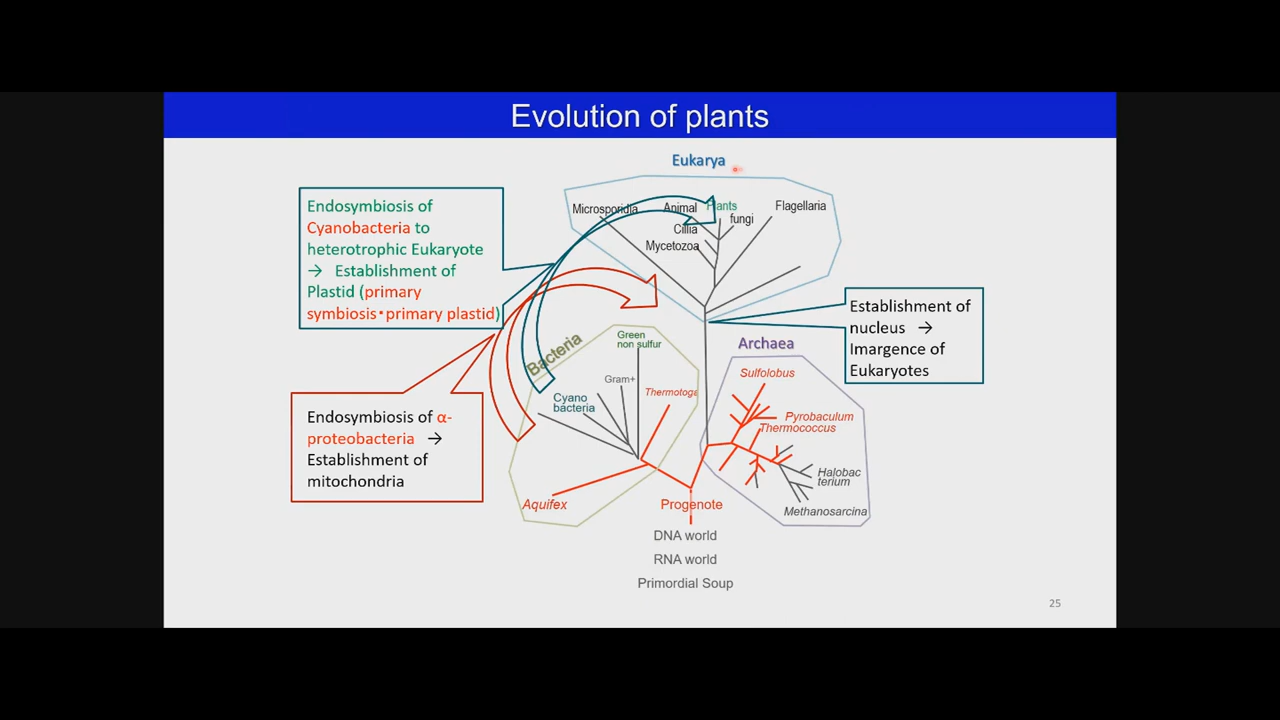 Evolution of plants
Eukarya
Endosymbiosis of
Cyanobacteria to
heterotrophic Eukaryote
→ Establishment of
Plastid (primary
symbiosis・primary plastid)
Microsporidia
Animal
Plants
Flagellaria
fungi
Cillia
Mycetozoa
Establishment of
nucleus →
Imargence of
Eukaryotes
Bacteria
Green
non sulfur
Gram+
Thermotoga
Cyano
bacteria
Aquifex
Archaea
Sulfolobus
Pyrobaculum
Thermococcus
Halobac
terium
Methanosarcina
Endosymbiosis of α-
proteobacteria →
Establishment of
mitochondria
Progenote
DNA world
RNA world
Primordial Soup
25